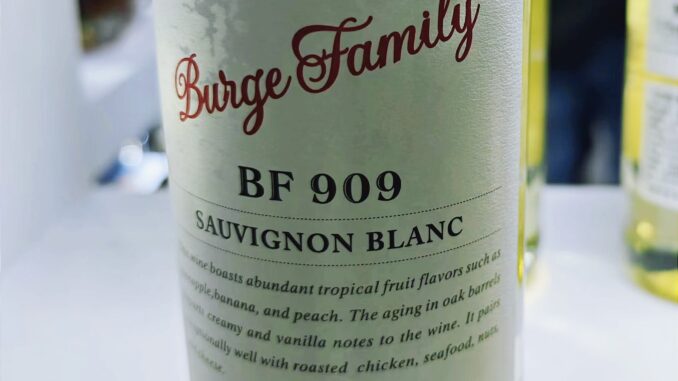 Burge Family
BF 909
SAUVIGNON BLANC
wine boasts abundant tropical fruit flavors such as
banana, and peach. The aging in oak barrels
creamy and vanilla notes to the wine. It pairs
well with roasted chicken, seafood, nuts,